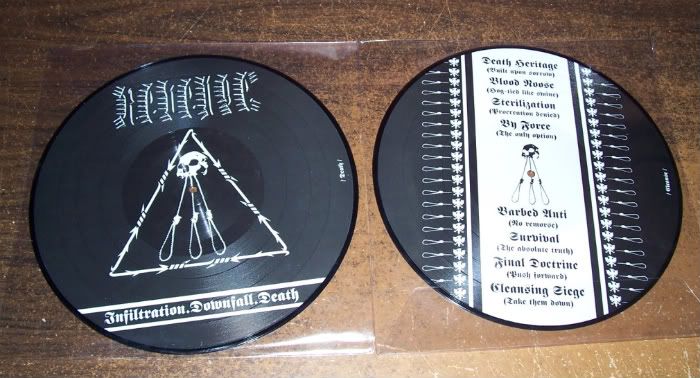 Infiltration.Downfall.Death
/ Death /
Death Heritage
(Built upon sorrow)
Blood Noose
(Hog-tied like swine)
Sterilization
(Procreation denied)
By Force
(The only option)
Barbed Anti
(No remorse)
Survival
(The absolute truth)
Final Doctrine
(Push forward)
Cleansing Siege
(Take them down)